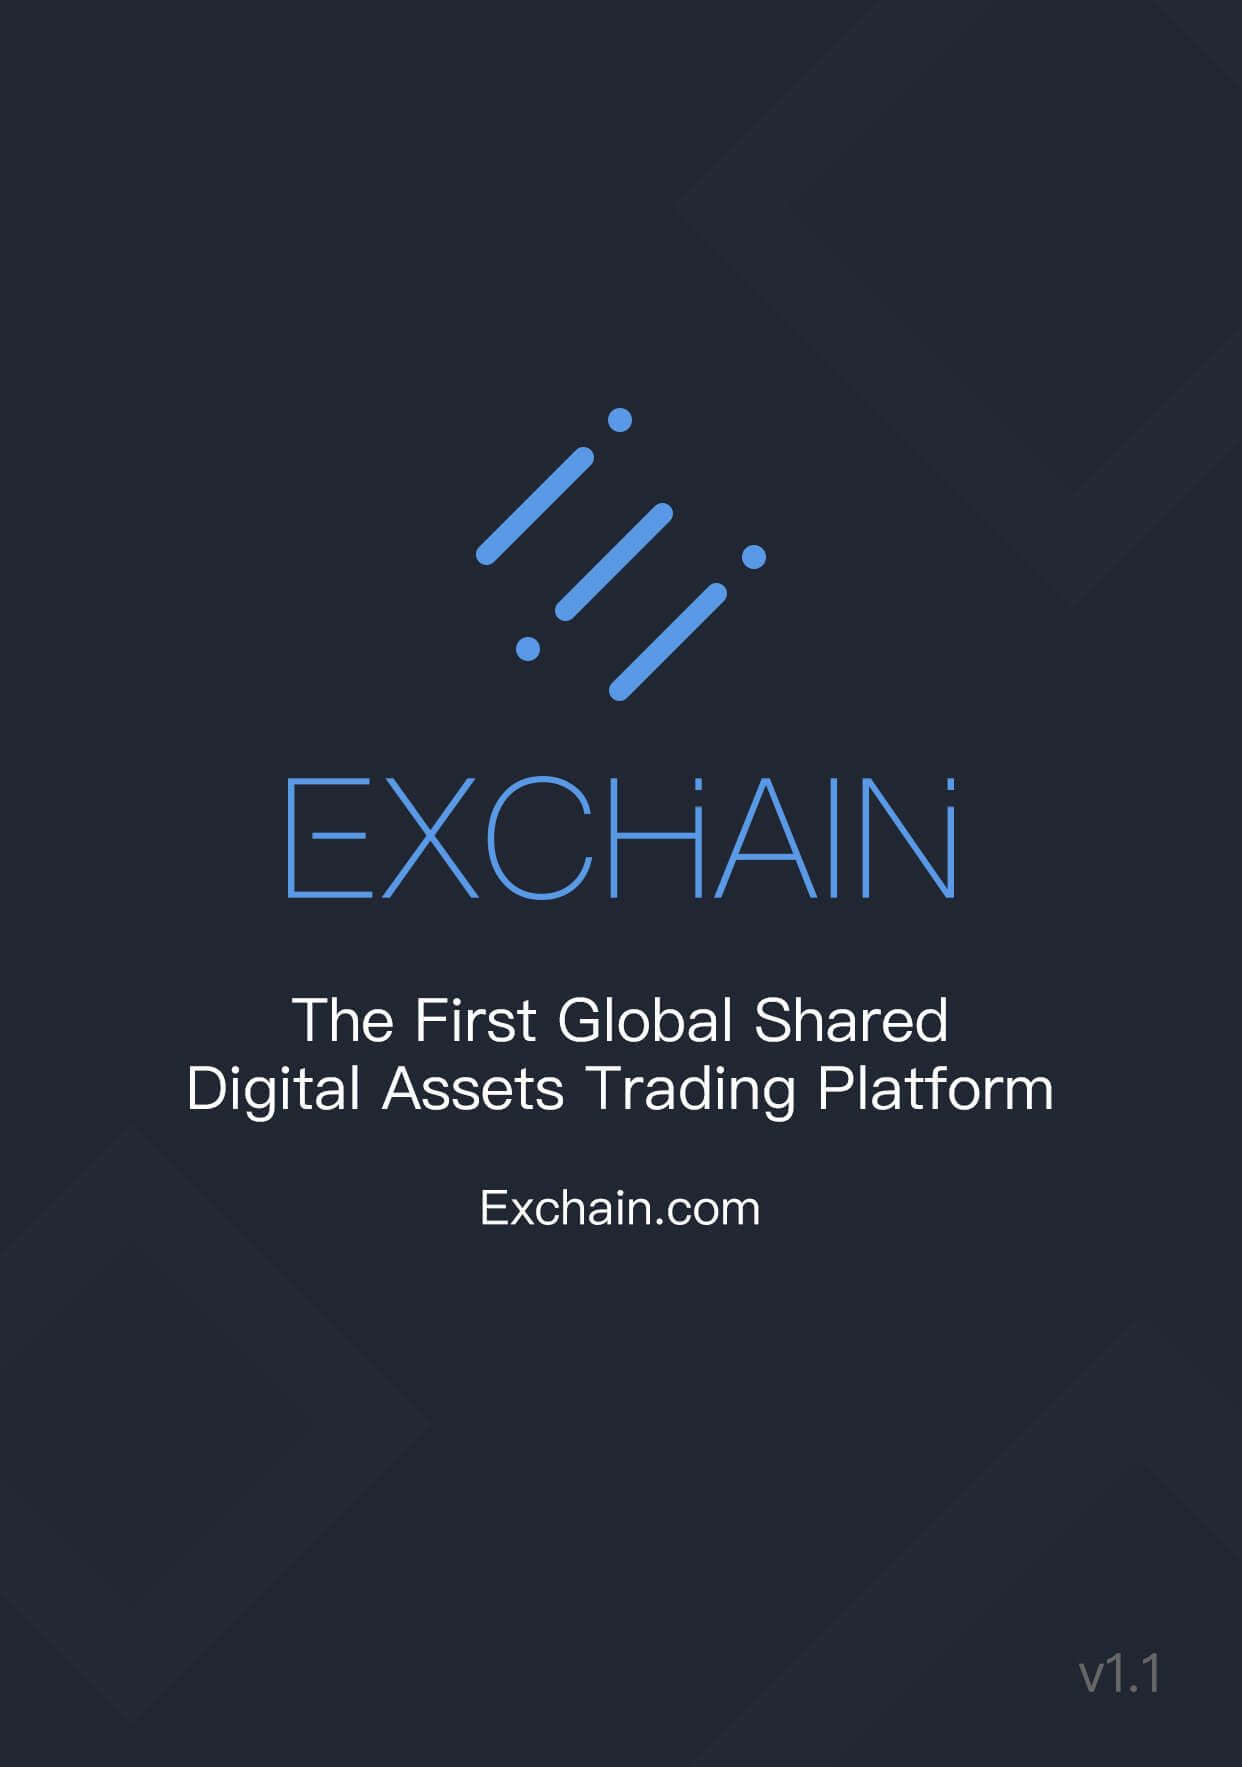 EXCHAIN
The First Global Shared
Digital Assets Trading Platform
Exchain.com
v1.1